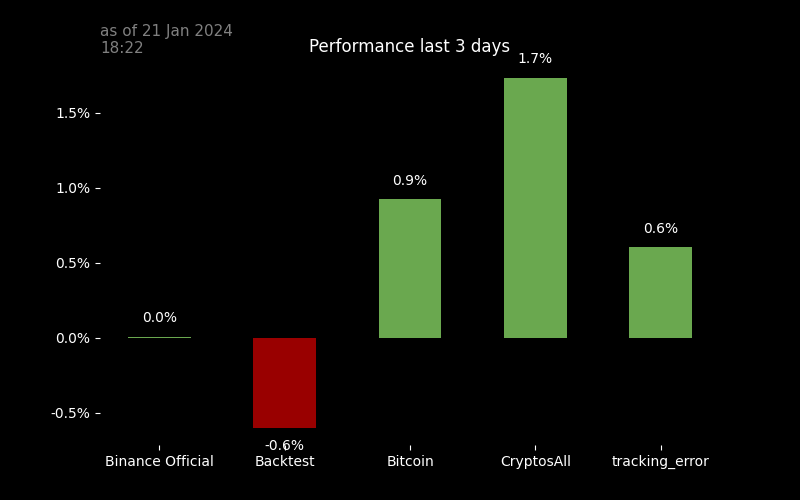 as of 21 Jan 2024
18:22
Performance last 3 days
1.7%
1.5%
1.0%
0.9%
0.5%
0.6%
0.0%
0.0%
-0.5%
-0.6%
Binance Official
Backtest
Bitcoin
CryptosAll
tracking_error